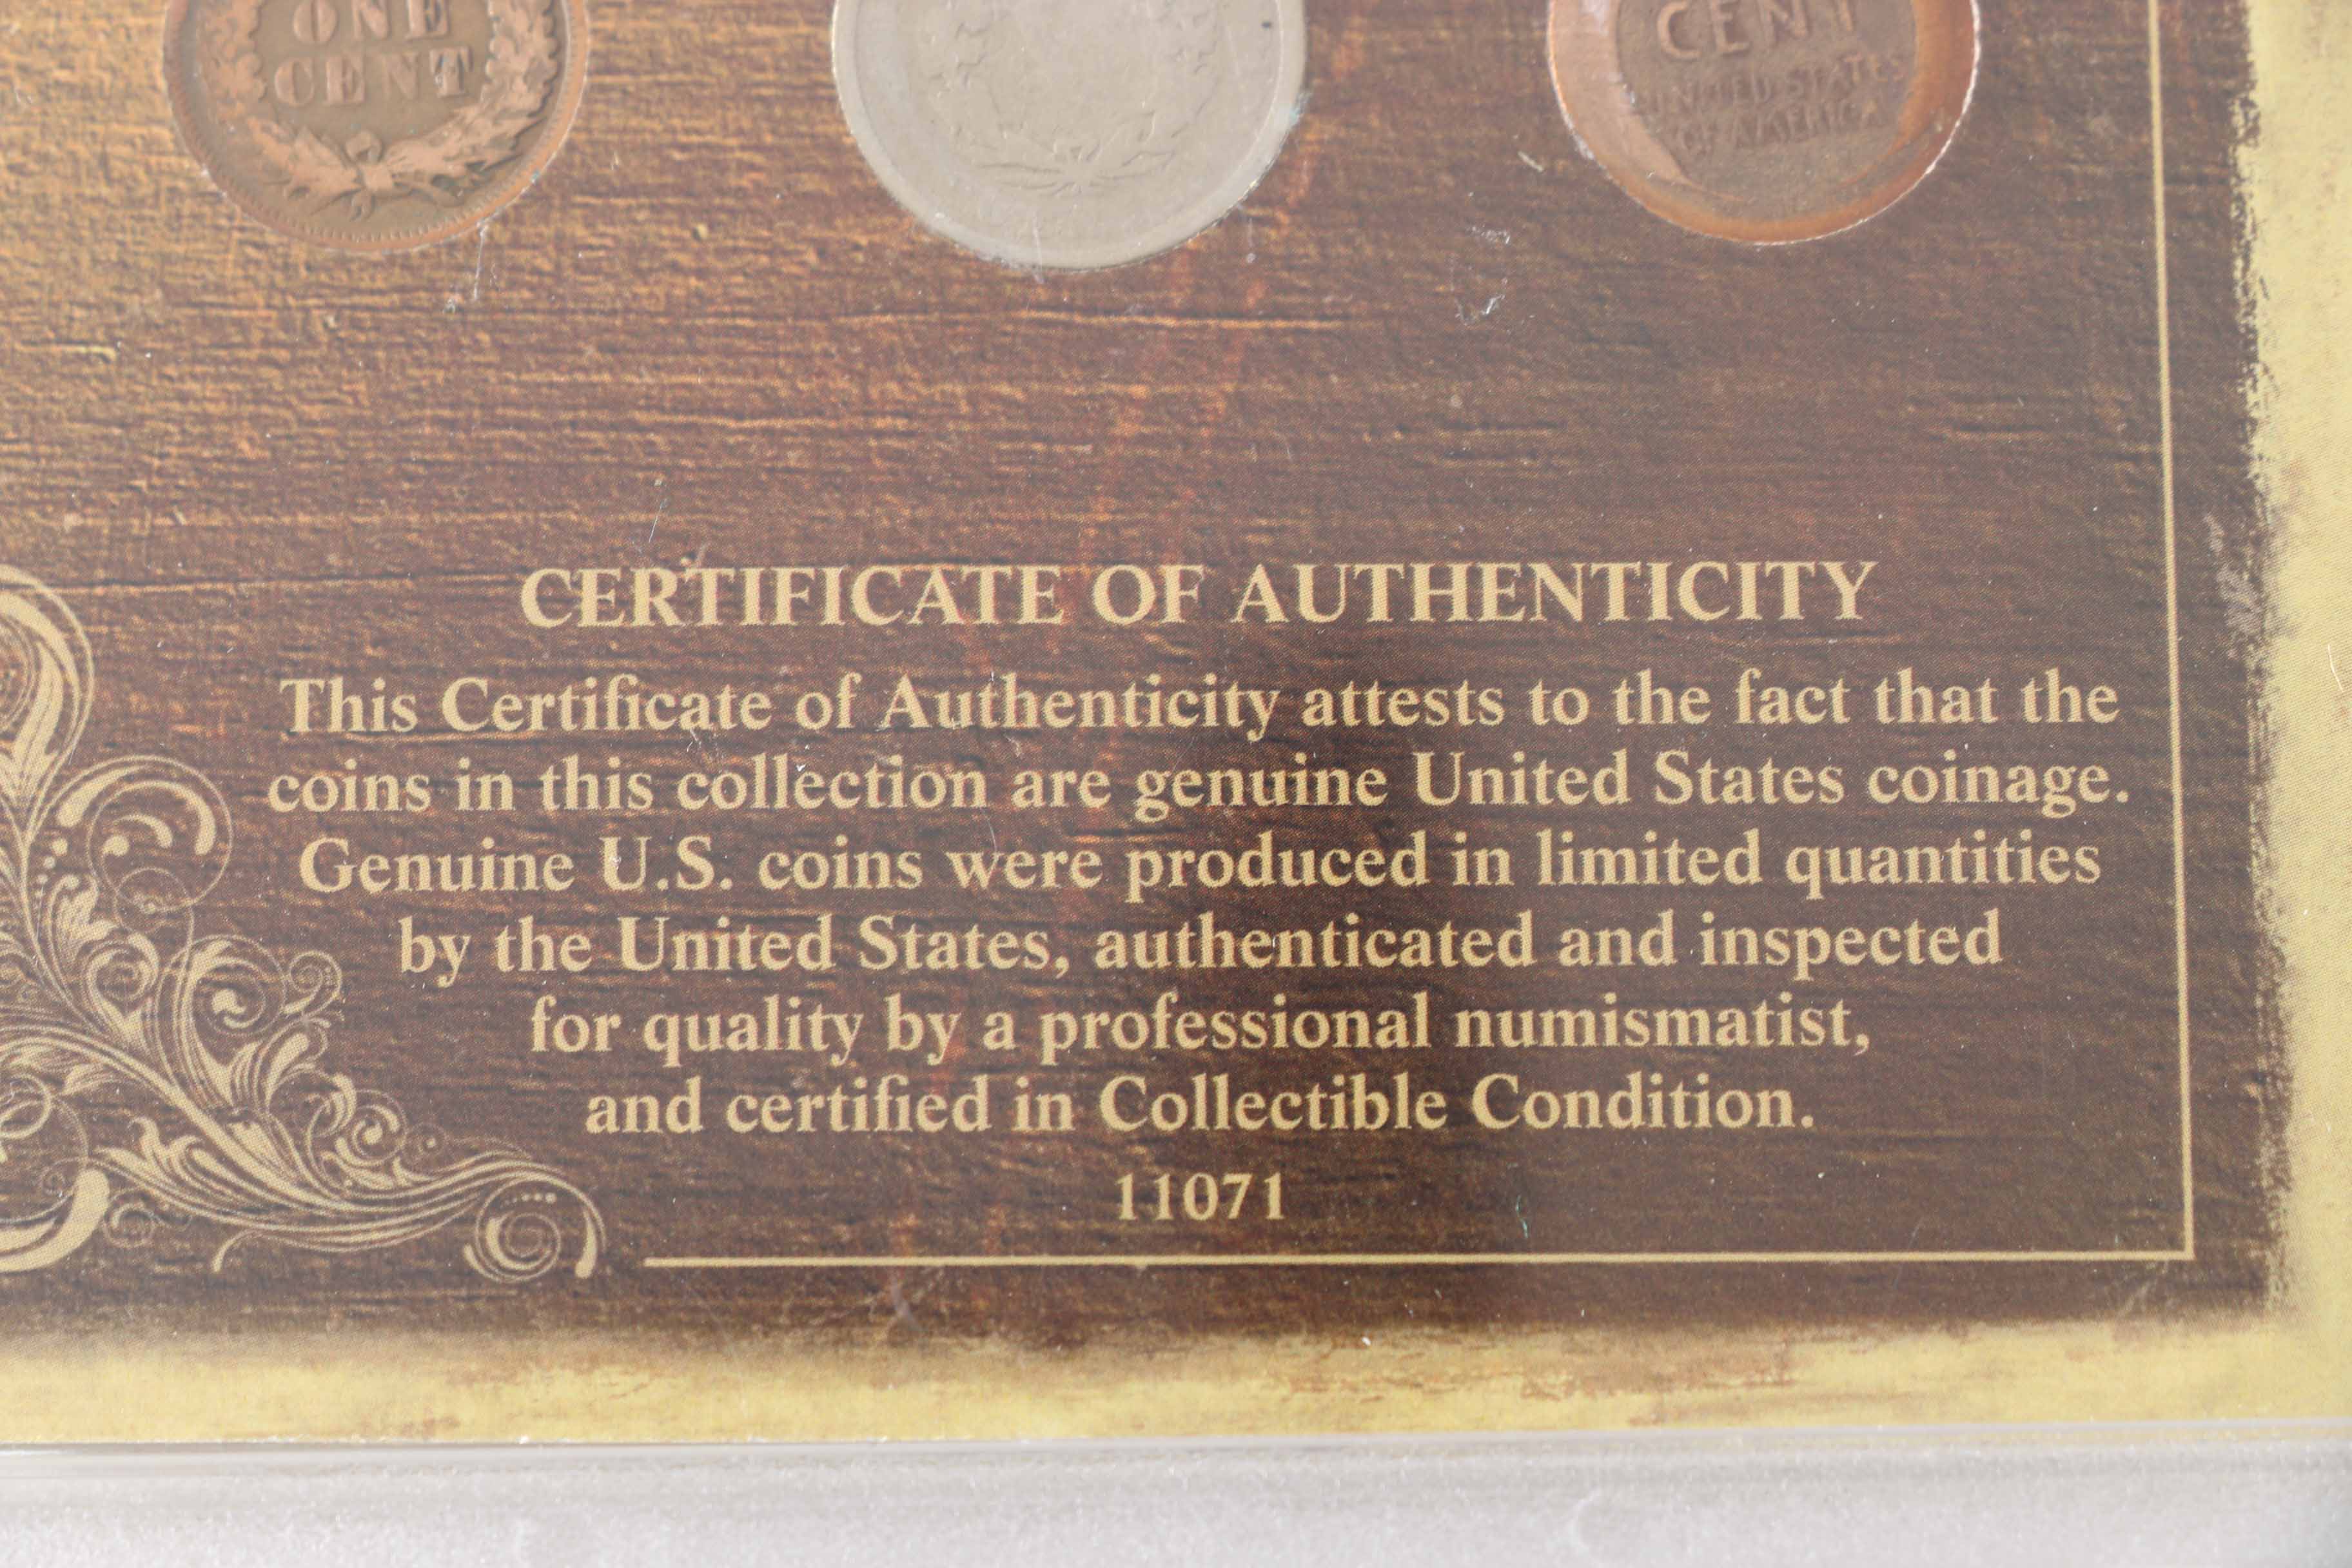 ONE
CENT
CENT
UNITED STATES
OF AMERICA
CERTIFICATE OF AUTHENTICITY
This Certificate of Authenticity attests to the fact that the
coins in this collection are genuine United States coinage.
Genuine U.S. coins were produced in limited quantities
by the United States, authenticated and inspected
for quality by a professional numismatist,
and certified in Collectible Condition.
11071